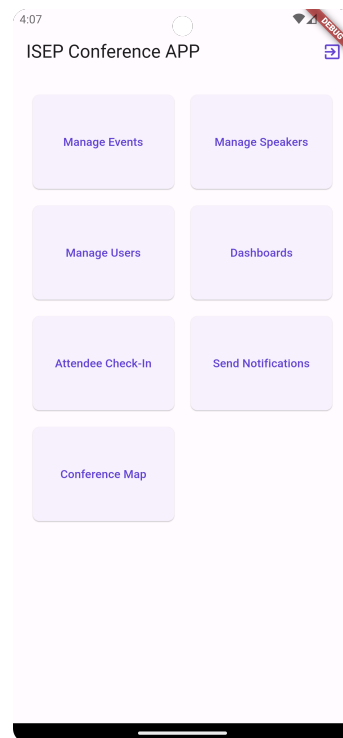 4:07
DEBUG
ISEP Conference APP
Manage Events
Manage Speakers
Manage Users
Dashboards
Attendee Check-In
Send Notifications
Conference Map